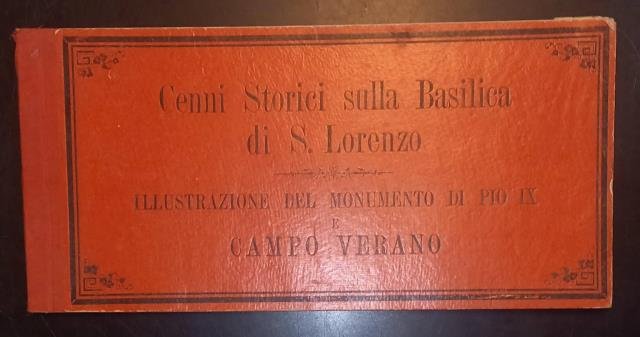 Cenni Storici sulla Basilica
di S. Lorenzo
ILLUSTRAZIONE DEL MONUMENTO DI PIO IX
E
CAMPO VERANO